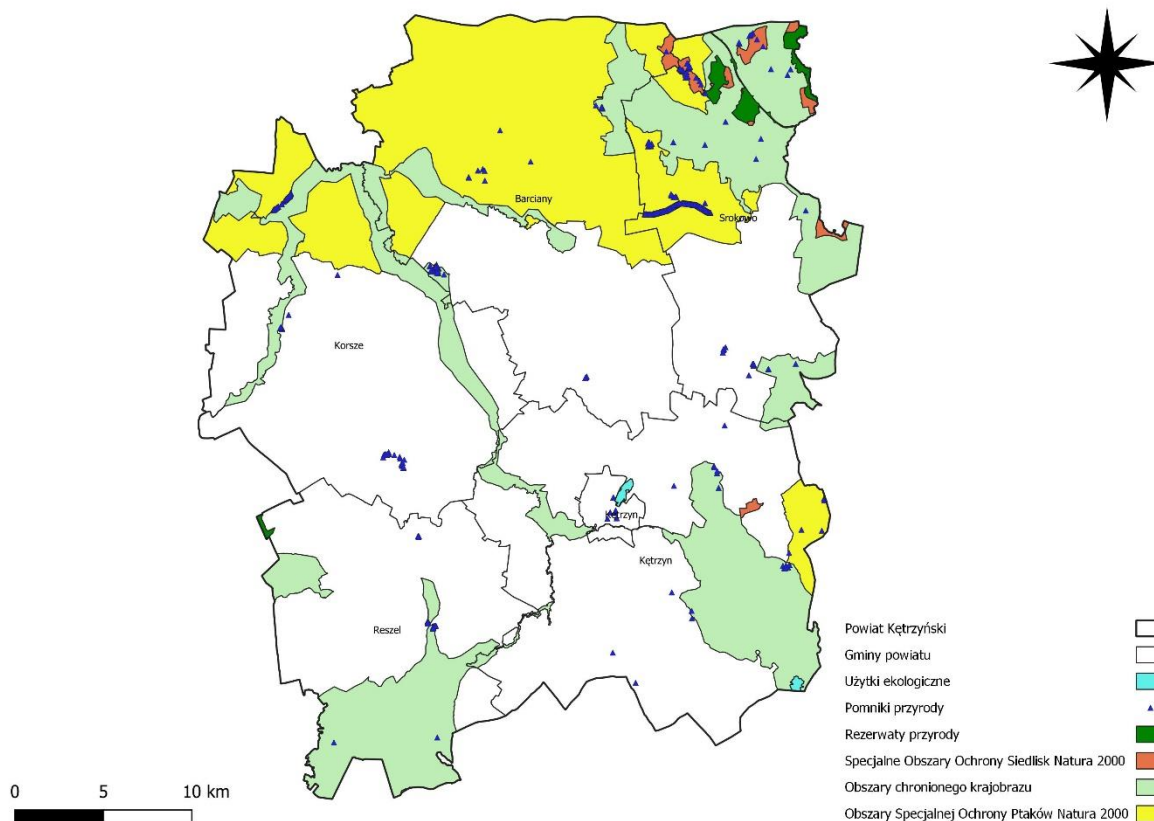 Barciany
Srokowo
Korsze
Kętrzyn
Kętrzyn
Reszel
Powiat Kętrzyński
Gminy powiatu
Użytki ekologiczne
Pomniki przyrody
Rezerwaty przyrody
Specjalne Obszary Ochrony Siedlisk Natura 2000
Obszary chronionego krajobrazu
Obszary Specjalnej Ochrony Ptaków Natura 2000
0 5 10 km